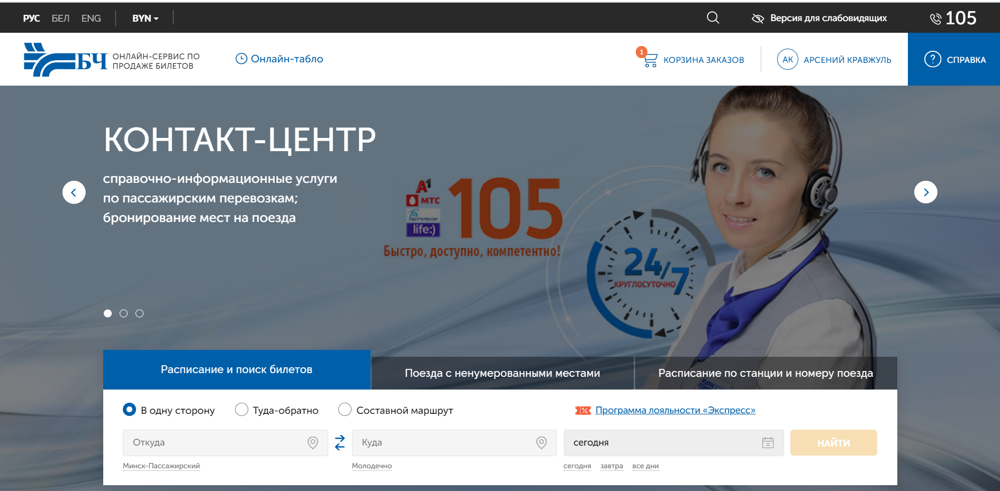 РУС БЕЛ ENG BYN
Версия для слабовидящих
105
БЧ
ОНЛАЙН-СЕРВИС ПО
ПРОДАЖЕ БИЛЕТОВ
Онлайн-табло
1
КОРЗИНА ЗАКАЗОВ
АК
АРСЕНИЙ КРАВЖУЛЬ
?
СПРАВКА
КОНТАКТ-ЦЕНТР
справочно-информационные услуги
по пассажирским перевозкам;
бронирование мест на поезда
А1
МТС
БЕЛТЕЛЕКОМ
life:)
105
Быстро, доступно, компетентно!
24/7
КРУГЛОСУТОЧНО
Расписание и поиск билетов
Поезда с ненумерованными местами
Расписание по станции и номеру поезда
В одну сторону
Туда-обратно
Составной маршрут
%
Программа лояльности «Экспресс»
Откуда
Куда
сегодня
НАЙТИ
Минск-Пассажирский
Молодечно
сегодня завтра все дни